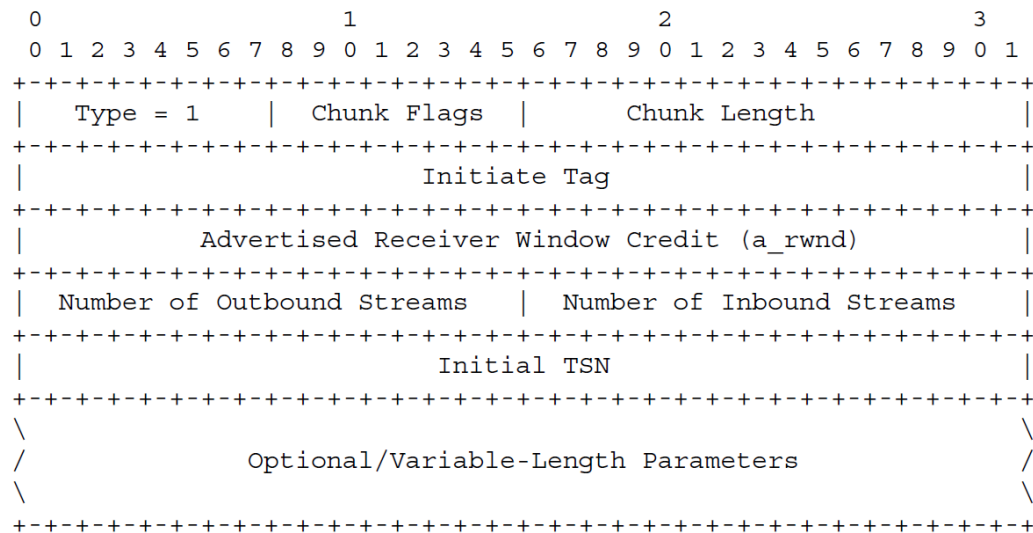 0                   1                   2                   3
 0 1 2 3 4 5 6 7 8 9 0 1 2 3 4 5 6 7 8 9 0 1 2 3 4 5 6 7 8 9 0 1
+-+-+-+-+-+-+-+-+-+-+-+-+-+-+-+-+-+-+-+-+-+-+-+-+-+-+-+-+-+-+-+-+
|   Type = 1    |  Chunk Flags  |      Chunk Length             |
+-+-+-+-+-+-+-+-+-+-+-+-+-+-+-+-+-+-+-+-+-+-+-+-+-+-+-+-+-+-+-+-+
|                         Initiate Tag                          |
+-+-+-+-+-+-+-+-+-+-+-+-+-+-+-+-+-+-+-+-+-+-+-+-+-+-+-+-+-+-+-+-+
|           Advertised Receiver Window Credit (a_rwnd)          |
+-+-+-+-+-+-+-+-+-+-+-+-+-+-+-+-+-+-+-+-+-+-+-+-+-+-+-+-+-+-+-+-+
|  Number of Outbound Streams   |  Number of Inbound Streams    |
+-+-+-+-+-+-+-+-+-+-+-+-+-+-+-+-+-+-+-+-+-+-+-+-+-+-+-+-+-+-+-+-+
|                          Initial TSN                          |
+-+-+-+-+-+-+-+-+-+-+-+-+-+-+-+-+-+-+-+-+-+-+-+-+-+-+-+-+-+-+-+-+
\                                                               \
/              Optional/Variable-Length Parameters              /
\                                                               \
+-+-+-+-+-+-+-+-+-+-+-+-+-+-+-+-+-+-+-+-+-+-+-+-+-+-+-+-+-+-+-+-+